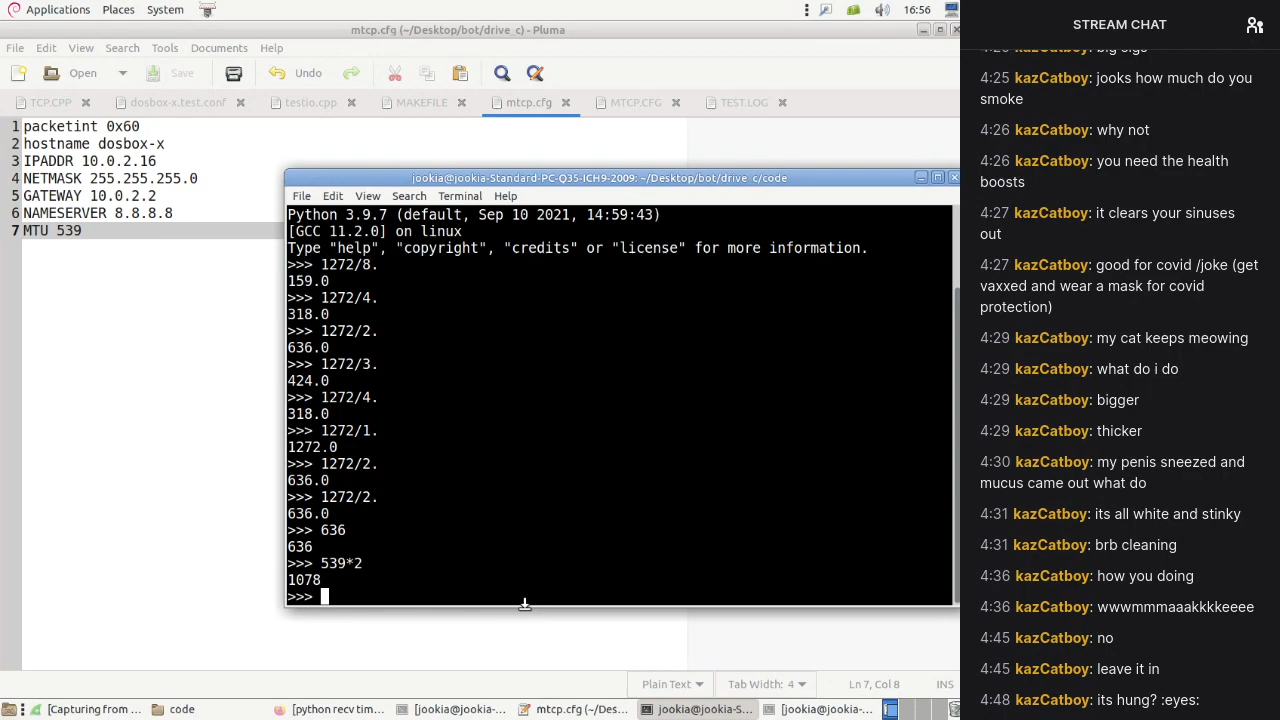 Applications Places System 16:56
mtcp.cfg (~/Desktop/bot/drive_c) - Pluma
File Edit View Search Tools Documents Help
Open Save Undo
TCP.CPP dosbox-x.test.conf testio.cpp MAKEFILE mtcp.cfg MTCP.CFG TEST.LOG
1 packetint 0x60
2 hostname dosbox-x
3 IPADDR 10.0.2.16
4 NETMASK 255.255.255.0
5 GATEWAY 10.0.2.2
6 NAMESERVER 8.8.8.8
7 MTU 539
jookia@jookia-Standard-PC-Q35-ICH9-2009: ~/Desktop/bot/drive_c/code
File Edit View Search Terminal Help
Python 3.9.7 (default, Sep 10 2021, 14:59:43)
[GCC 11.2.0] on linux
Type "help", "copyright", "credits" or "license" for more information.
>>> 1272/8.
159.0
>>> 1272/4.
318.0
>>> 1272/2.
636.0
>>> 1272/3.
424.0
>>> 1272/4.
318.0
>>> 1272/1.
1272.0
>>> 1272/2.
636.0
>>> 1272/2.
636.0
>>> 636
636
>>> 539*2
1078
>>>
Plain Text Tab Width: 4 Ln 7, Col 8 INS
[Capturing from ... code [python@tim... [jookia@jookia-... mtcp.cfg (~/Des... jookia@jookia-S... [jookia@jookia-...
STREAM CHAT
kazCatboy: big sigs
4:25 kazCatboy: jooks how much do you
smoke
4:26 kazCatboy: why not
4:26 kazCatboy: you need the health
boosts
4:27 kazCatboy: it clears your sinuses
out
4:27 kazCatboy: good for covid /joke (get
vaxxed and wear a mask for covid
protection)
4:29 kazCatboy: my cat keeps meowing
4:29 kazCatboy: what do i do
4:29 kazCatboy: bigger
4:29 kazCatboy: thicker
4:30 kazCatboy: my penis sneezed and
mucus came out what do
4:31 kazCatboy: its all white and stinky
4:31 kazCatboy: brb cleaning
4:36 kazCatboy: how you doing
4:36 kazCatboy: wwwmmmaaakkkkeeee
4:45 kazCatboy: no
4:45 kazCatboy: leave it in
4:48 kazCatboy: its hung? :eyes: